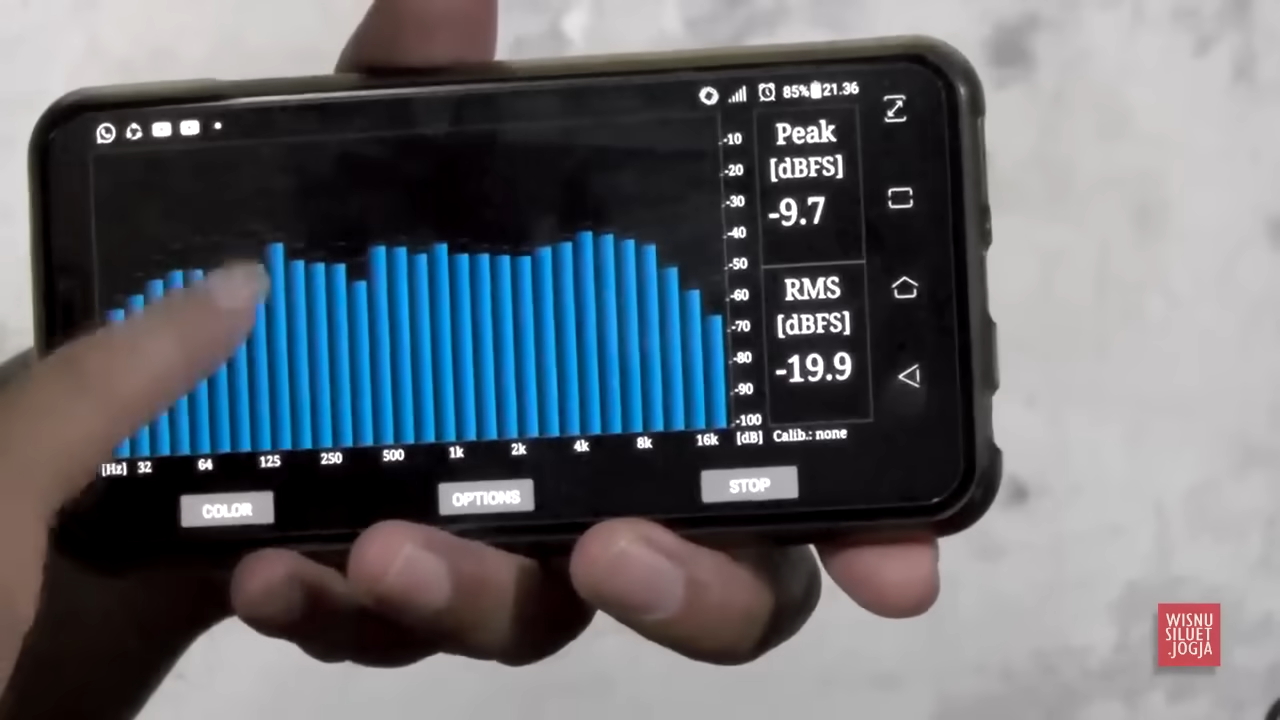 85% 21.36
-10
-20
-30
-40
-50
-60
-70
-80
-90
-100
Peak
[dBFS]
-9.7
RMS
[dBFS]
-19.9
[Hz] 32 64 125 250 500 1k 2k 4k 8k 16k [dB] Calib.: none
COLOR OPTIONS STOP
WISNU
SILUET
.JOGJA